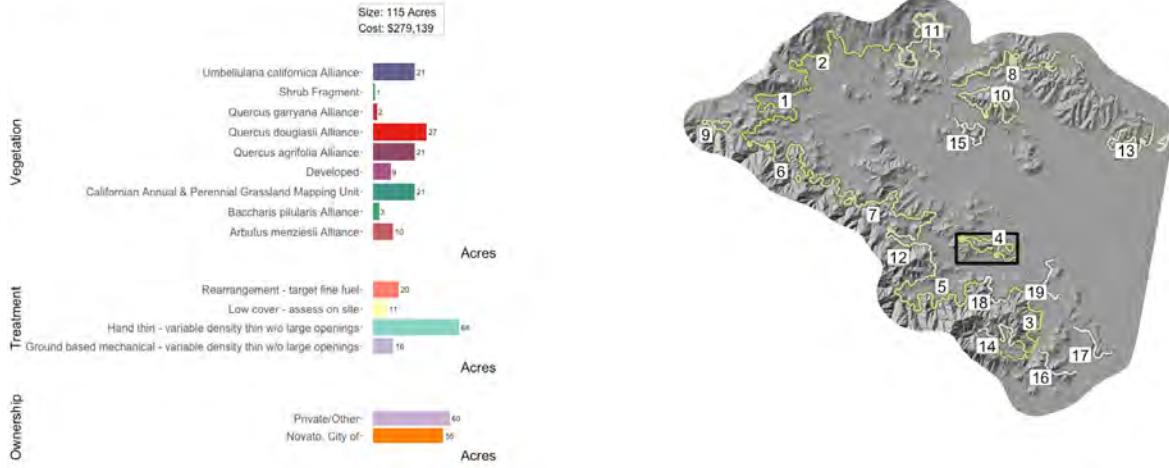 Size: 115 Acres
Cost: $279,139
Vegetation
Umbellularia californica Alliance 21
Shrub Fragment 1
Quercus garryana Alliance 2
Quercus douglasii Alliance 27
Quercus agrifolia Alliance 21
Developed 9
Californian Annual & Perennial Grassland Mapping Unit 21
Baccharis pilularis Alliance 3
Arbutus menziesii Alliance 10
Acres
Treatment
Rearrangement - target fine fuel 20
Low cover - assess on site 11
Hand thin - variable density thin w/o large openings 68
Ground based mechanical - variable density thin w/o large openings 16
Acres
Ownership
Private/Other 60
Novato, City of 55
Acres
11
2
8
1
10
9
15
13
6
7
4
12
5
19
18
3
14
17
16